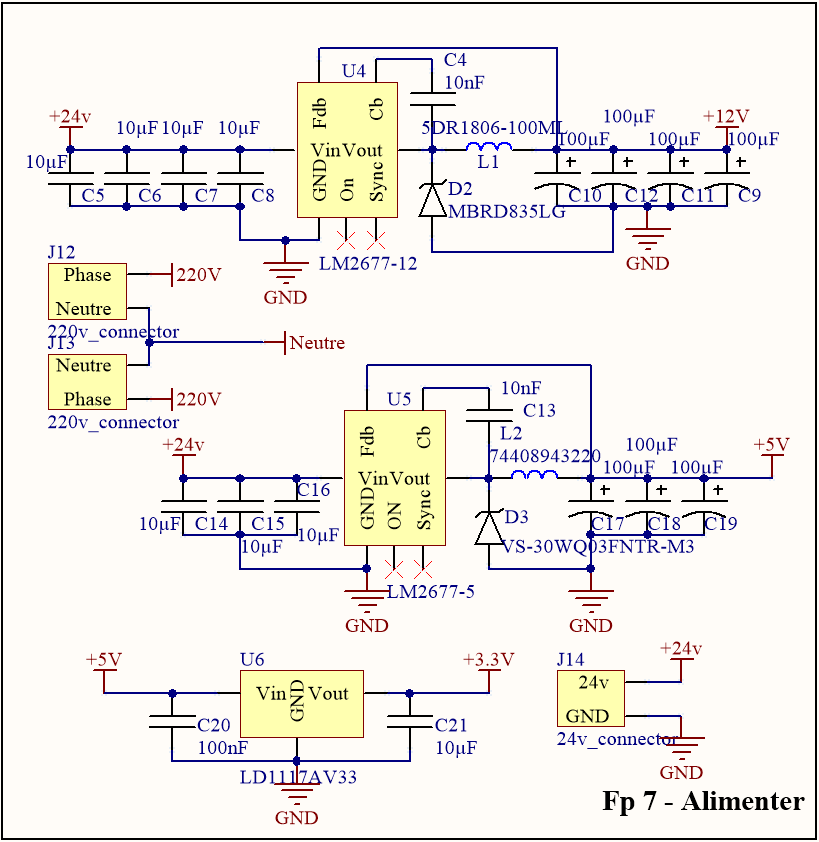 C4
U4
10nF
Fdb
Cb
+24v
10µF
10µF
10µF
5DR1806-100ML
100µF
100µF
100µF
100µF
+12V
10µF
Vin
Vout
L1
C5
C6
C7
C8
GND
On
Sync
D2
MBRD835LG
C10
C12
C11
C9
LM2677-12
GND
GND
J12
Phase
220V
Neutre
220v_connector
J13
Neutre
Neutre
Phase
220V
220v_connector
U5
10nF
C13
Fdb
Cb
L2
+24v
74408943220
100µF
100µF
100µF
+5V
Vin
Vout
C16
10µF
C14
C15
10µF
10µF
GND
ON
Sync
D3
VS-30WQ03FNTR-M3
C17
C18
C19
LM2677-5
GND
GND
+5V
U6
+3.3V
Vin
GND
Vout
C20
100nF
C21
10µF
LD1117AV33
GND
J14
+24v
24v
GND
24v_connector
GND
Fp 7 - Alimenter